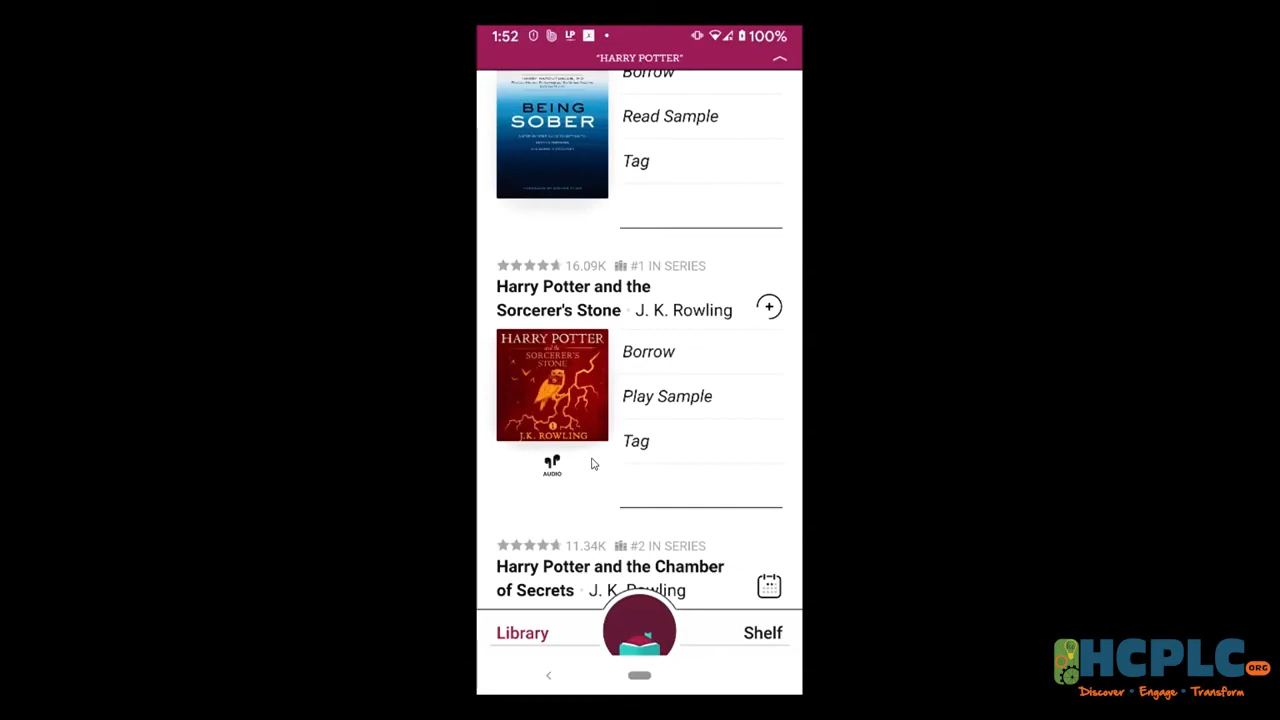 1:52 LP 100%
"HARRY POTTER"
Borrow
BEING
SOBER
Read Sample
Tag
16.09K #1 IN SERIES
Harry Potter and the
Sorcerer's Stone · J. K. Rowling
HARRY POTTER
and the
SORCERER'S
STONE
J.K. ROWLING
Borrow
Play Sample
Tag
AUDIO
11.34K #2 IN SERIES
Harry Potter and the Chamber
of Secrets · J. K. Rowling
Library
Shelf
HCPLC.ORG
Discover • Engage • Transform